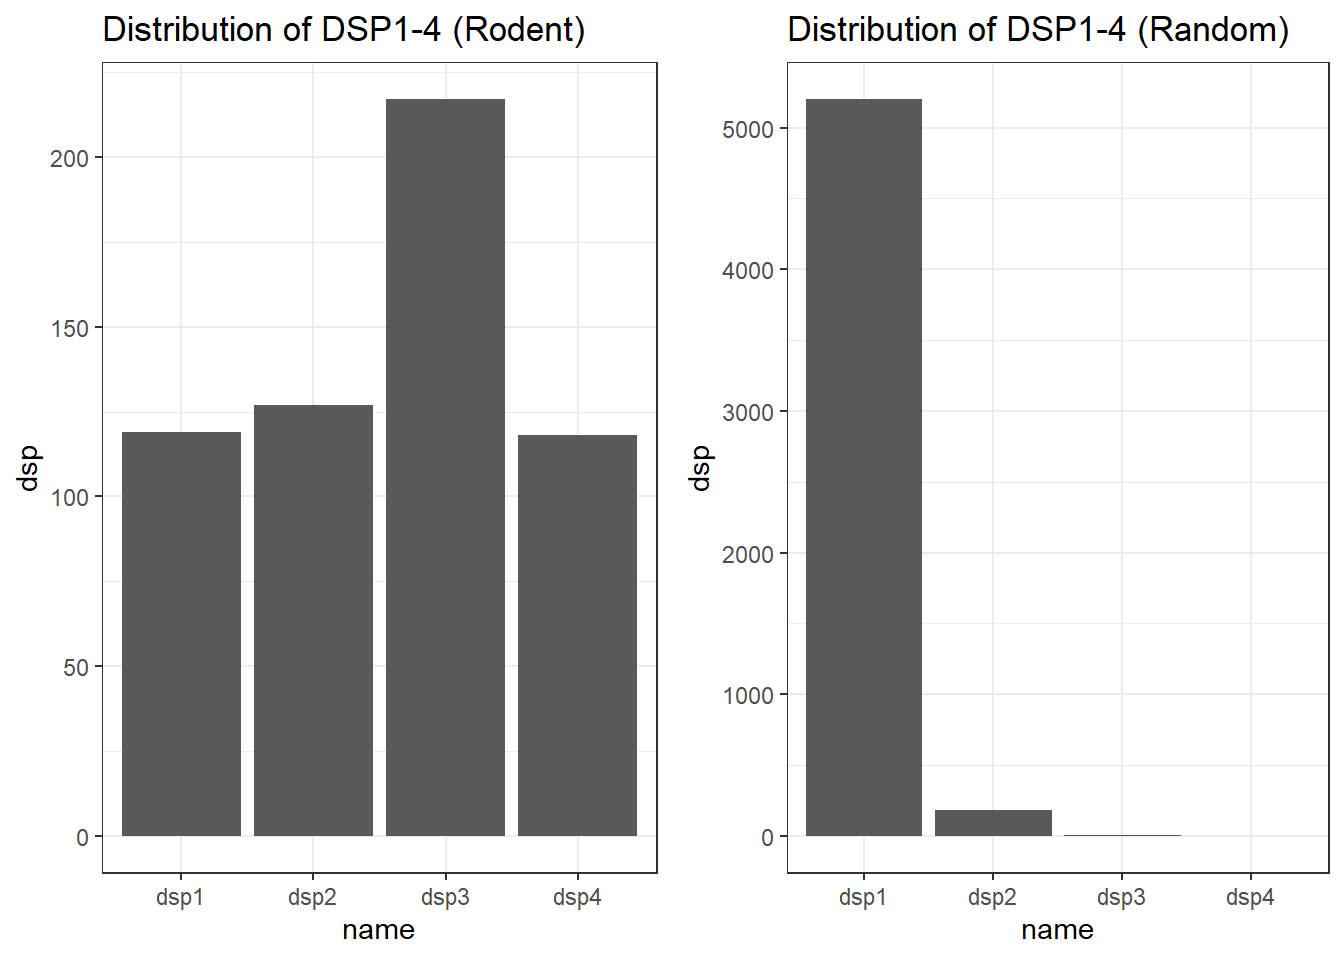 Distribution of DSP1-4 (Rodent)
dsp
200
150
100
50
0
dsp1 dsp2 dsp3 dsp4
name
Distribution of DSP1-4 (Random)
dsp
5000
4000
3000
2000
1000
0
dsp1 dsp2 dsp3 dsp4
name